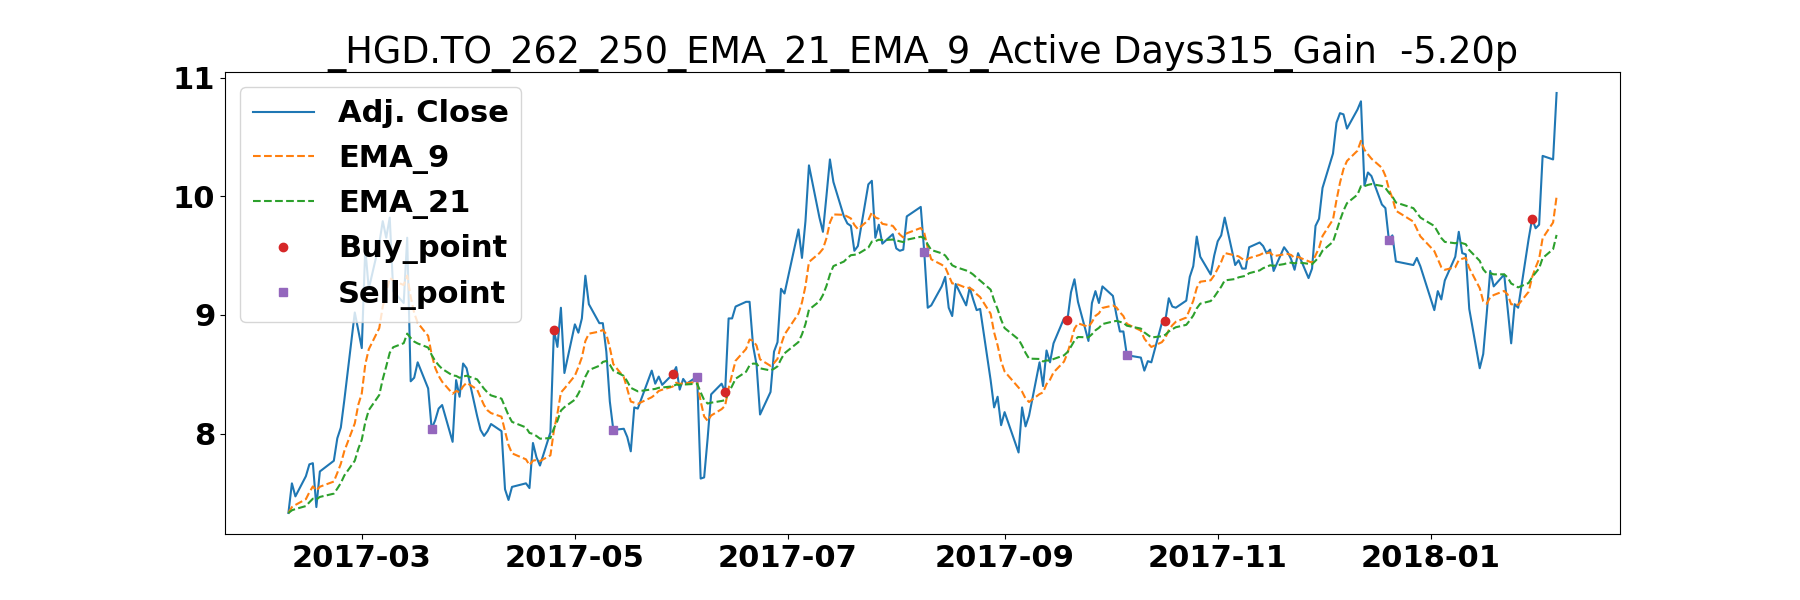 _HGD.TO_262_250_EMA_21_EMA_9_Active Days315_Gain  -5.20p
11
10
9
8
Adj. Close
EMA_9
EMA_21
Buy_point
Sell_point
2017-03 2017-05 2017-07 2017-09 2017-11 2018-01